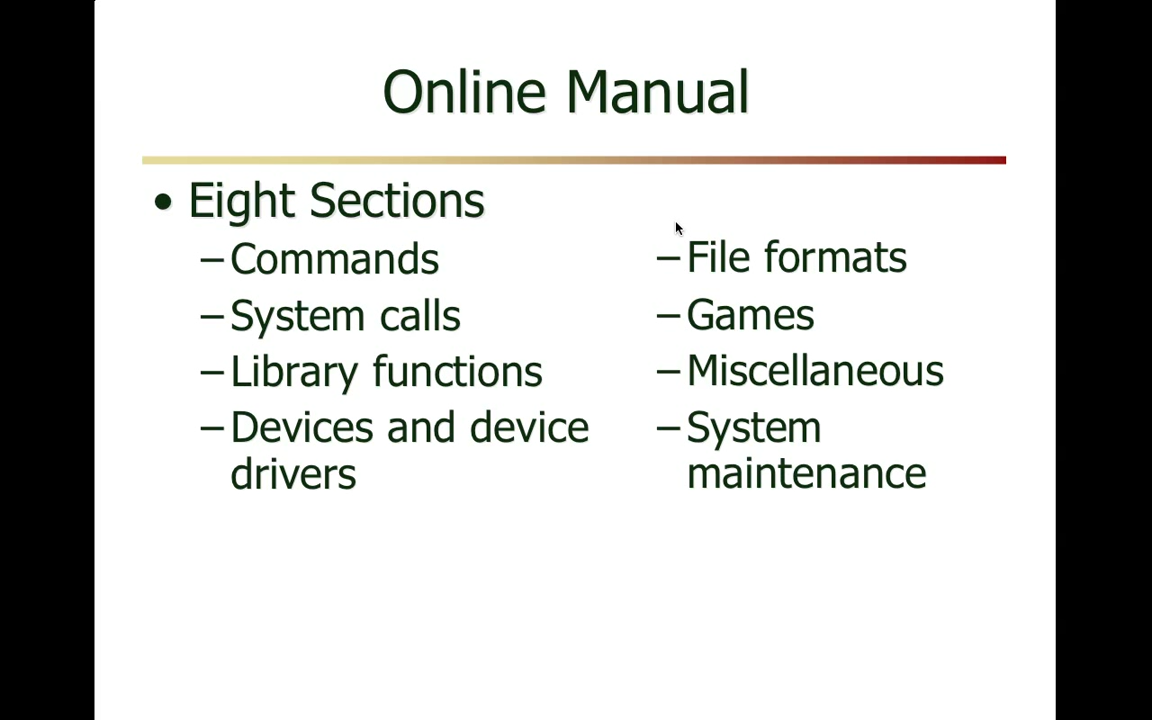 Online Manual
• Eight Sections
– Commands
– System calls
– Library functions
– Devices and device
drivers
– File formats
– Games
– Miscellaneous
– System
maintenance